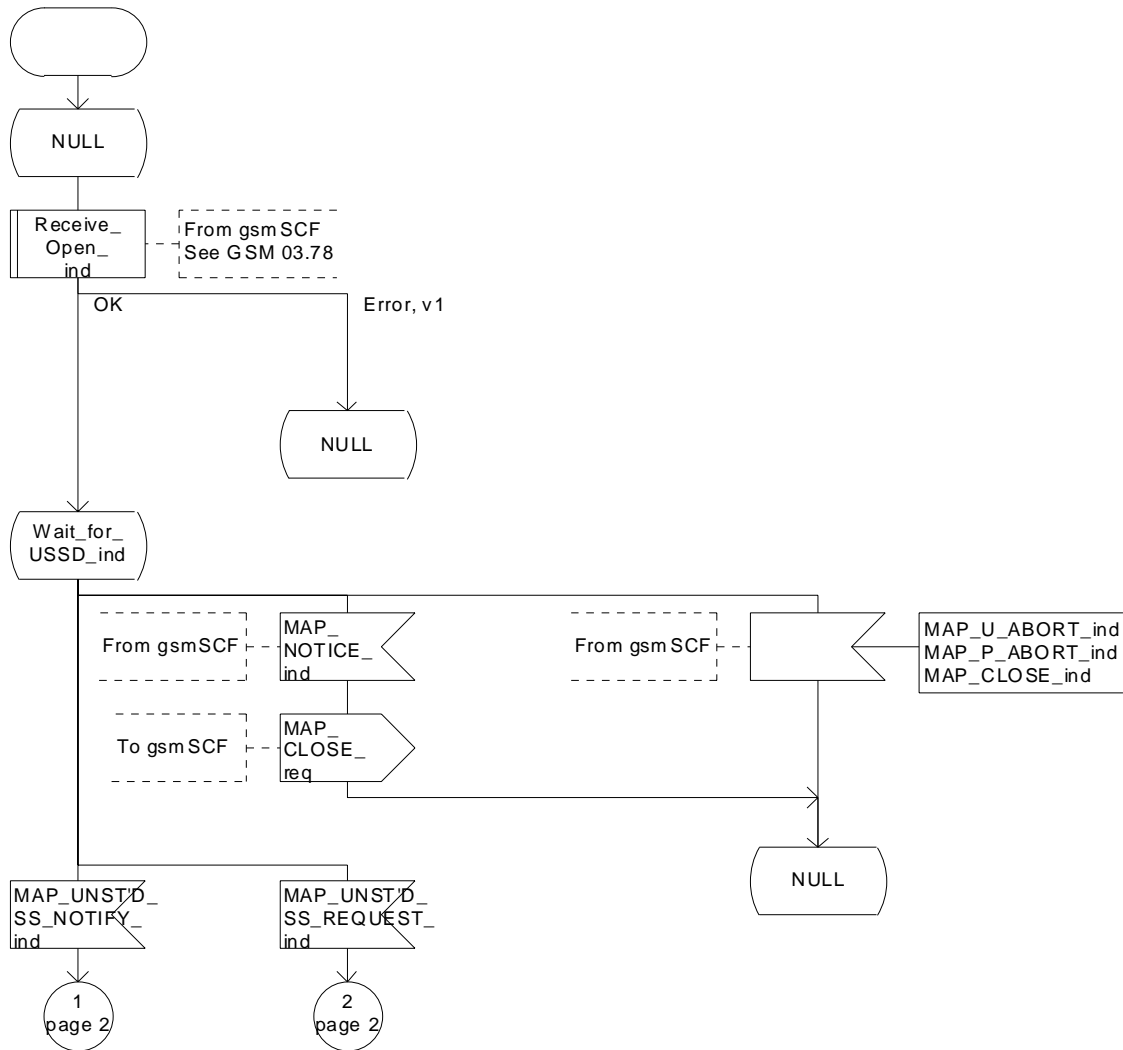 NULL
Receive_
Open_
ind
From gsmSCF
See GSM 03.78
OK
Error, v1
NULL
Wait_for_
USSD_ind
From gsmSCF
MAP_
NOTICE_
ind
From gsmSCF
MAP_U_ABORT_ind
MAP_P_ABORT_ind
MAP_CLOSE_ind
To gsmSCF
MAP_
CLOSE_
req
NULL
MAP_UNST'D_
SS_NOTIFY_
ind
MAP_UNST'D_
SS_REQUEST_
ind
1
page 2
2
page 2